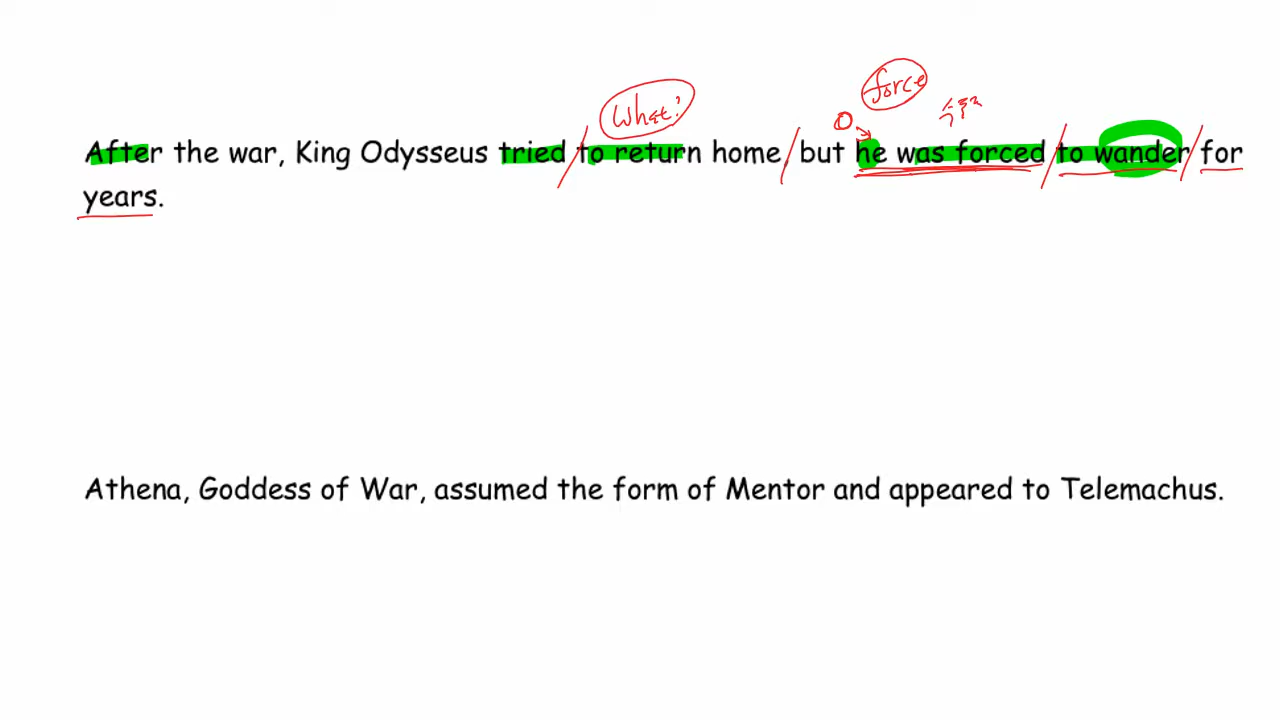 force
What?
After the war, King Odysseus tried to return home, but he was forced to wander for
years.
Athena, Goddess of War, assumed the form of Mentor and appeared to Telemachus.